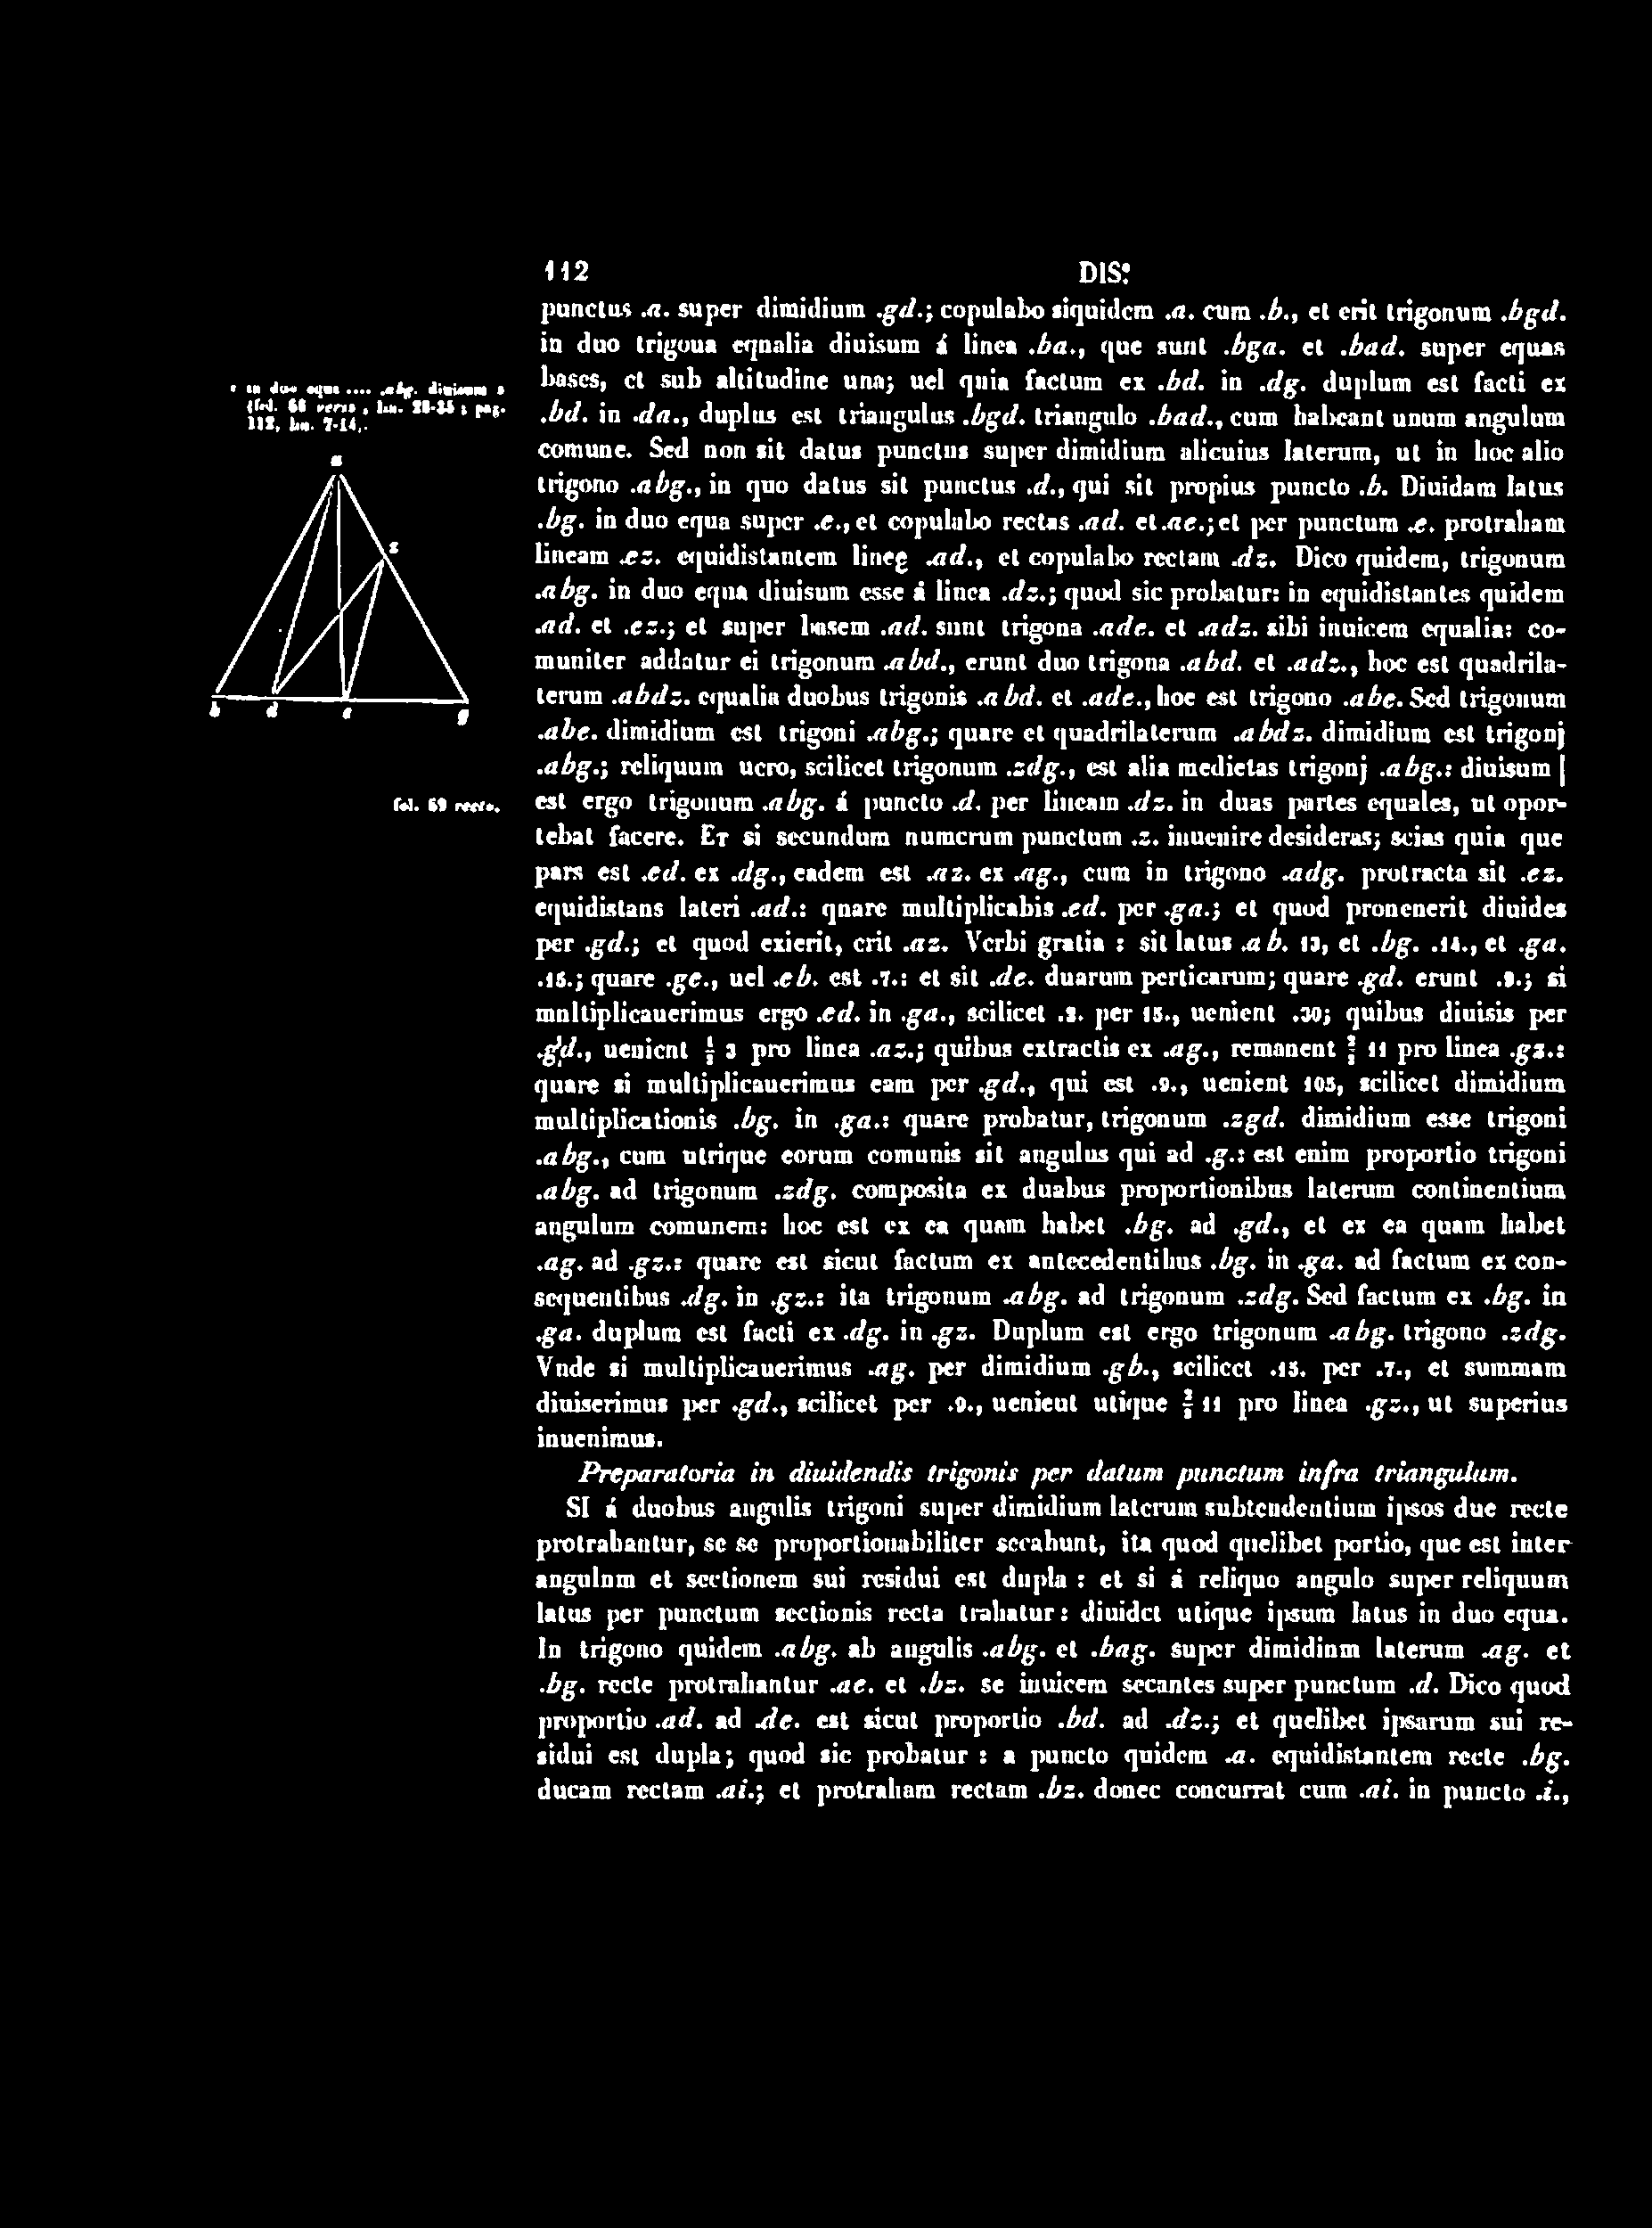 112 DIS:
punctus .a. super dimidium .gd.; copulabo siquidem .a. cum .b., et erit trigonum .bgd.
in duo trigona equalia diuisum á linea .ba., que sunt .bga. et .bad. super equas
bases, et sub altitudine una; uel quia factum ex .bd. in .dg. duplum est facti ex
.bd. in .da., duplus est triangulus .bgd. triangulo .bad., cum habeant unum angulum
comune. Sed non sit datus punctus super dimidium alicuius laterum, ut in hoc alio
trigono .abg., in quo datus sit punctus .d., qui sit propius puncto .b. Diuidam latus
.bg. in duo equa super .e., et copulabo rectas .ad. et .ae.; et per punctum .e. protraham
lineam .ez. equidistantem lineę .ad., et copulabo rectam .dz. Dico quidem, trigonum
.abg. in duo equa diuisum esse á linea .dz.; quod sic probatur: in equidistantes quidem
.ad. et .ez.; et super basem .ad. sunt trigona .ade. et .adz. sibi inuicem equalia: co-
muniter addatur ei trigonum .abd., erunt duo trigona .abd. et .adz., hoc est quadrila-
terum .abdz. equalia duobus trigonis .abd. et .ade., hoc est trigono .abe. Sed trigonum
.abe. dimidium est trigoni .abg.; quare et quadrilaterum .abdz. dimidium est trigonj
.abg.; reliquum uero, scilicet trigonum .zdg., est alia medietas trigonj .abg.: diuisum |
est ergo trigonum .abg. á puncto .d. per lineam .dz. in duas partes equales, ut opor-
tebat facere. Et si secundum numerum punctum .z. inuenire desideras; scias quia que
pars est .ed. ex .dg., eadem est .az. ex .ag., cum in trigono .adg. protracta sit .ez.
equidistans lateri .ad.: quare multiplicabis .ed. per .ga.; et quod prouenerit diuides
per .gd.; et quod exierit, erit .az. Verbi gratia : sit latus .ab. 13, et .bg. .14., et .ga.
.15.; quare .ge., uel .eb. est .7.: et sit .de. duarum perticarum; quare .gd. erunt .9.; si
multiplicauerimus ergo .ed. in .ga., scilicet .2. per 15., uenient .30; quibus diuisis per
.gd., uenient 1/3 3 pro linea .az.; quibus extractis ex .ag., remanent 2/3 11 pro linea .gz.:
quare si multiplicauerimus eam per .gd., qui est .9., uenient 105, scilicet dimidium
multiplicationis .bg. in .ga.: quare probatur, trigonum .zgd. dimidium esse trigoni
.abg., cum utrique eorum comunis sit angulus qui ad .g.: est enim proportio trigoni
.abg. ad trigonum .zdg. composita ex duabus proportionibus laterum continentium
angulum comunem: hoc est ex ea quam habet .bg. ad .gd., et ex ea quam habet
.ag. ad .gz.: quare est sicut factum ex antecedentibus .bg. in .ga. ad factum ex con-
sequentibus .dg. in .gz.: ita trigonum .abg. ad trigonum .zdg. Sed factum ex .bg. in
.ga. duplum est facti ex .dg. in .gz. Duplum est ergo trigonum .abg. trigono .zdg.
Vnde si multiplicauerimus .ag. per dimidium .gb., scilicet .15. per .7., et summam
diuiserimus per .gd., scilicet per .9., uenient utique 2/3 11 pro linea .gz., ut superius
inuenimus.
Preparatoria in diuidendis trigonis per datum punctum infra triangulum.
SI á duobus angulis trigoni super dimidium laterum subtendentium ipsos due recte
protrahantur, se se proportionabiliter secabunt, ita quod quelibet portio, que est inter
angulum et sectionem sui residui est dupla : et si á reliquo angulo super reliquum
latus per punctum sectionis recta trahatur: diuidet utique ipsum latus in duo equa.
In trigono quidem .abg. ab angulis .abg. et .bag. super dimidium laterum .ag. et
.bg. recte protrahantur .ae. et .bz. se inuicem secantes super punctum .d. Dico quod
proportio .ad. ad .de. est sicut proportio .bd. ad .dz.; et quelibet ipsarum sui re-
sidui est dupla; quod sic probatur : a puncto quidem .a. equidistantem recte .bg.
ducam rectam .ai.; et protraham rectam .bz. donec concurrat cum .ai. in puncto .i.,
in duo equa .... .abg. diuisum
(fol. 68 verso, lin. 28-35; pag.
112, lin. 7-14).
a
z
b d e g
fol. 69 recto.